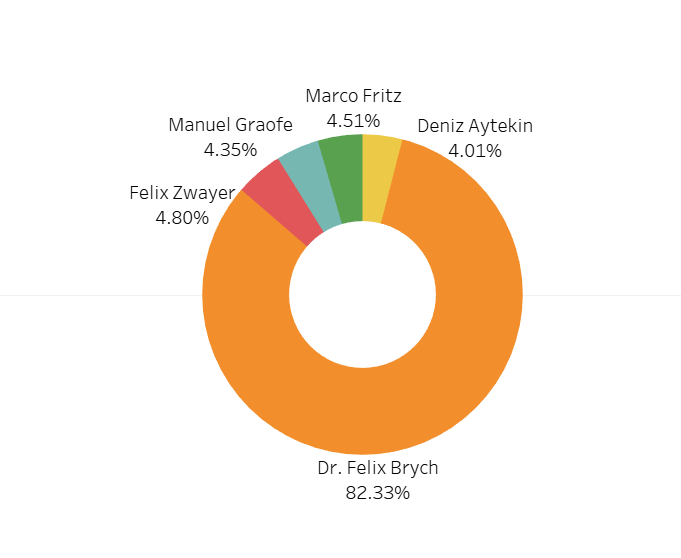 Marco Fritz
4.51%
Manuel Graofe
4.35%
Deniz Aytekin
4.01%
Felix Zwayer
4.80%
Dr. Felix Brych
82.33%